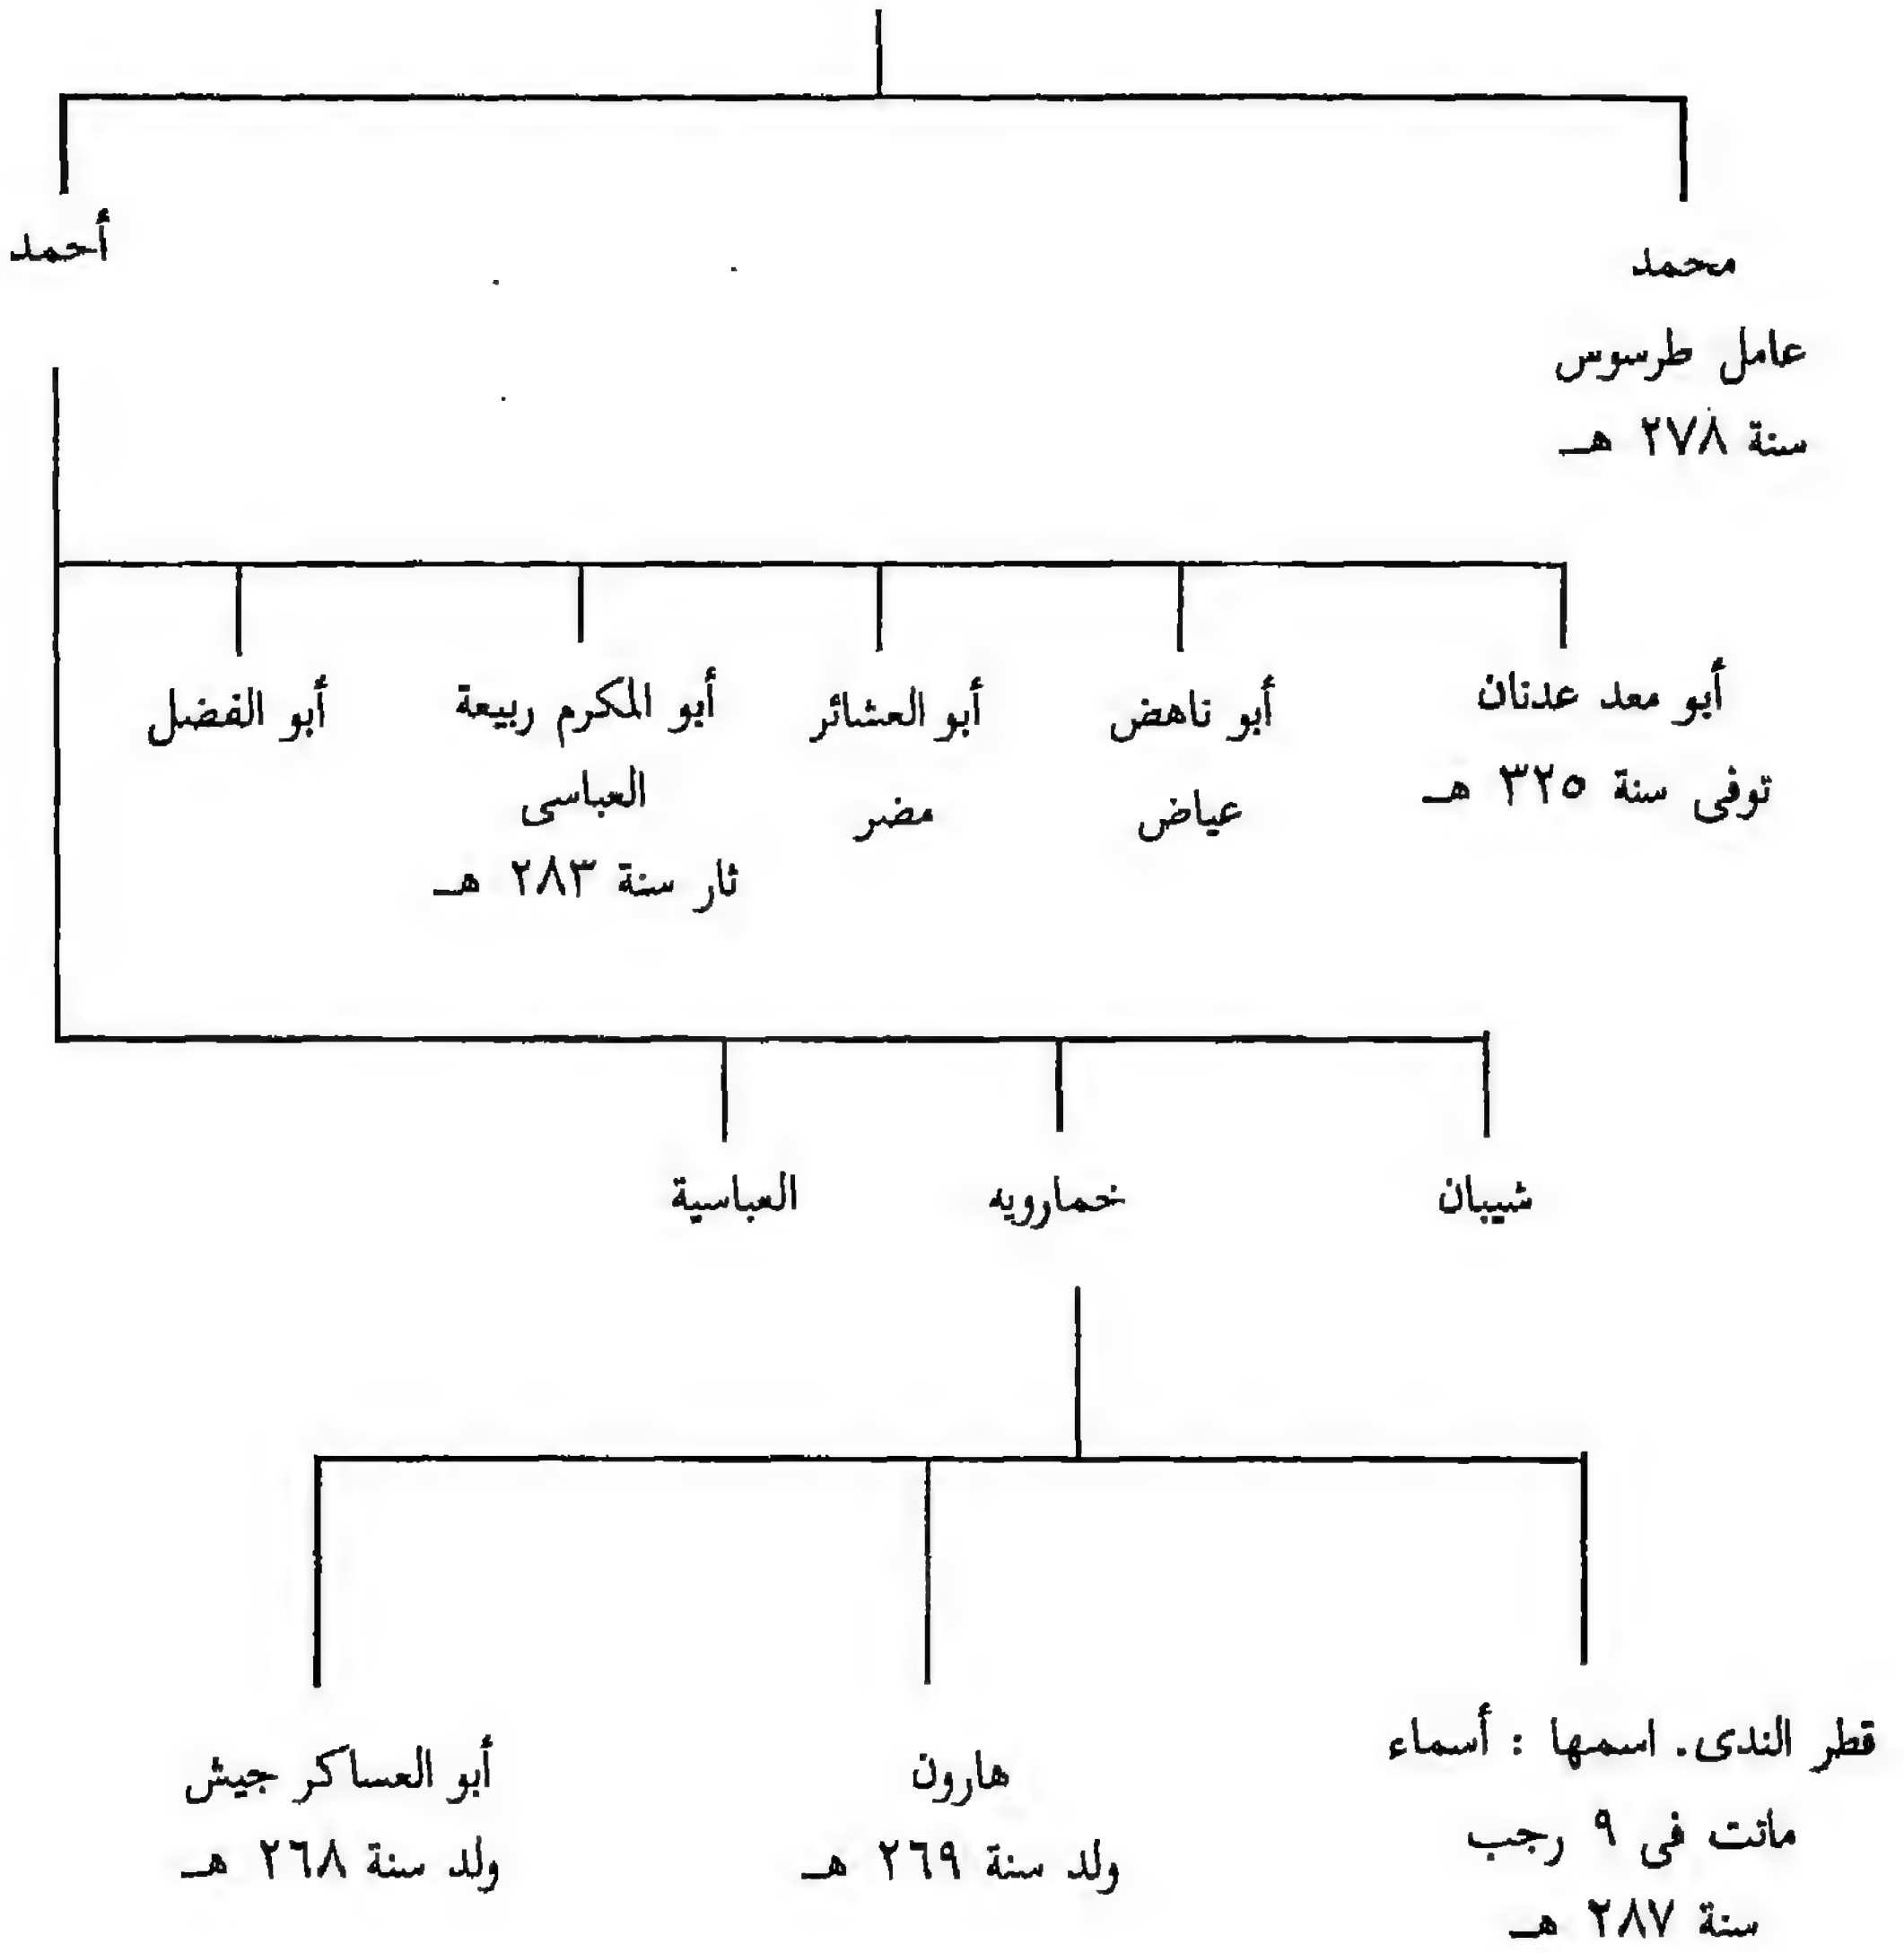 محمد
عامل طرسوس
سنة ٢٧٨ هـ
أحمد
أبو معد عدنان
توفى سنة ٣٢٥ هـ
أبو ناهض
عياض
أبو العشائر
مضر
أبو المكرم ربيعة
العباسى
ثار سنة ٢٨٣ هـ
أبو الفضل
شيبان
خمارويه
العباسية
قطر الندى. اسمها : أسماء
ماتت فى ٩ رجب
سنة ٢٨٧ هـ
هارون
ولد سنة ٢٦٩ هـ
أبو العساكر جيش
ولد سنة ٢٦٨ هـ